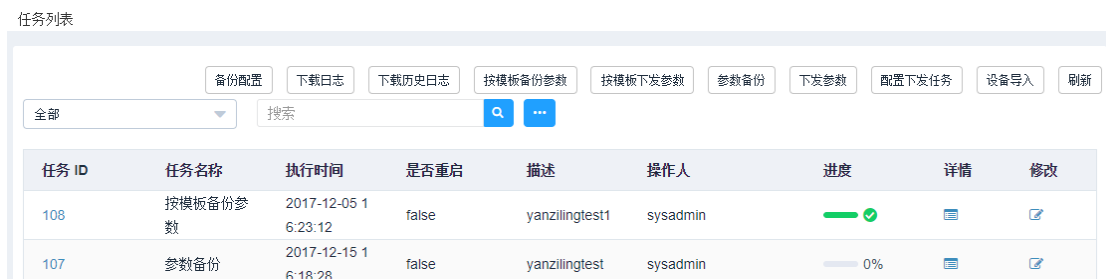 任务列表
备份配置 下载日志 下载历史日志 按模板备份参数 按模板下发参数 参数备份 下发参数 配置下发任务 设备导入 刷新
全部 搜索
任务 ID 任务名称 执行时间 是否重启 描述 操作人 进度 详情 修改
108 按模板备份参数 2017-12-05 16:23:12 false yanzilingtest1 sysadmin
107 参数备份 2017-12-15 16:18:28 false yanzilingtest sysadmin 0%